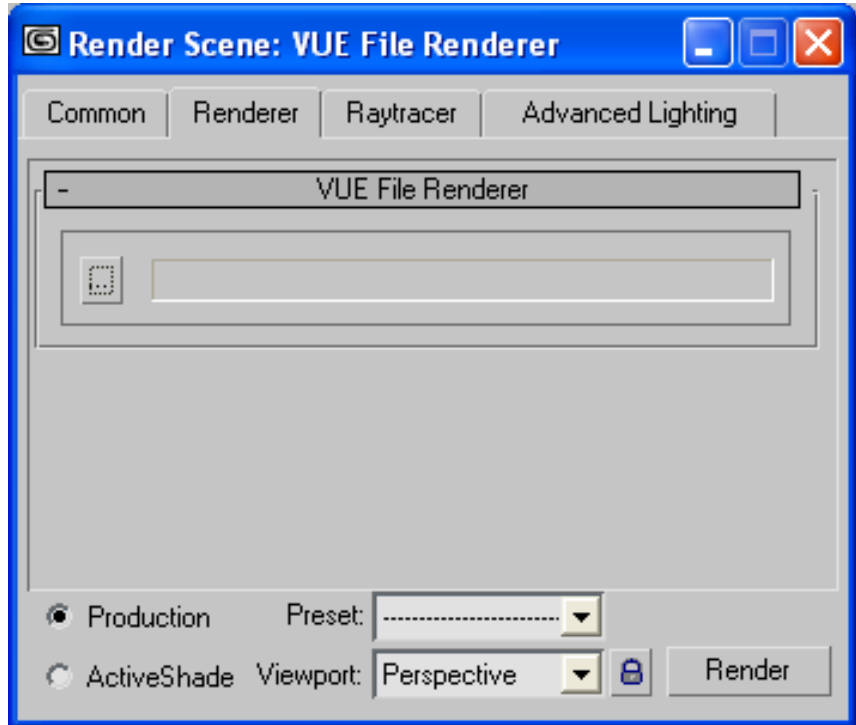 Render Scene: VUE File Renderer
Common Renderer Raytracer Advanced Lighting
- VUE File Renderer
...
Production Preset: -----------------------
ActiveShade Viewport: Perspective Render